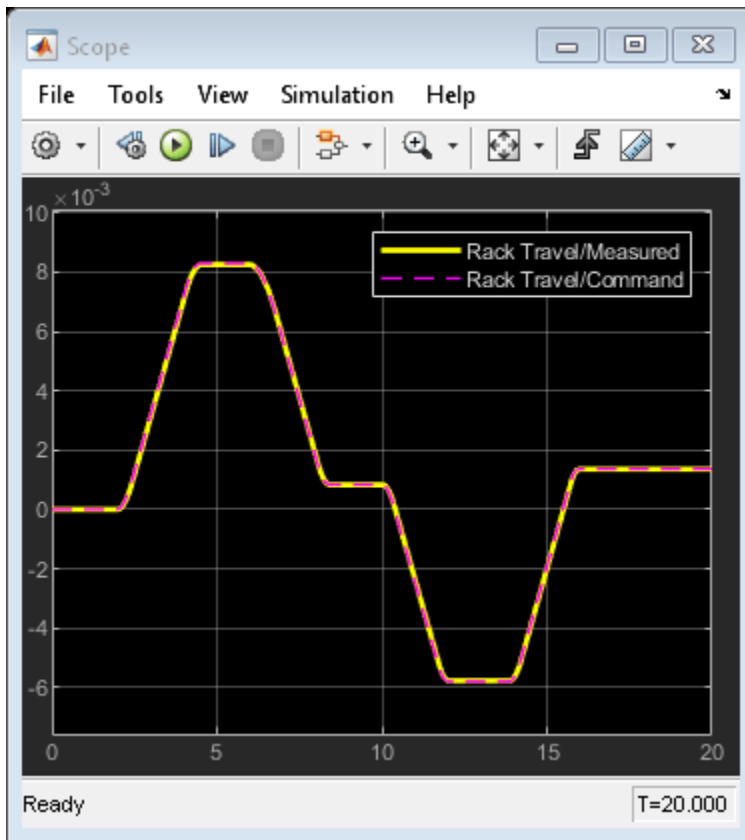 Scope
File Tools View Simulation Help
×10⁻³
10
Rack Travel/Measured
8
Rack Travel/Command
6
4
2
0
-2
-4
-6
0 5 10 15 20
Ready T=20.000